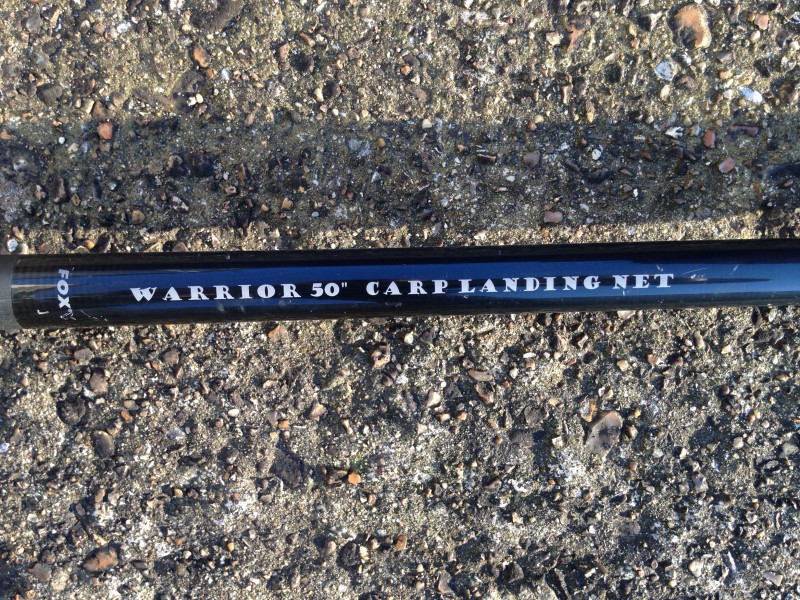 FOX
WARRIOR 50" CARP LANDING NET